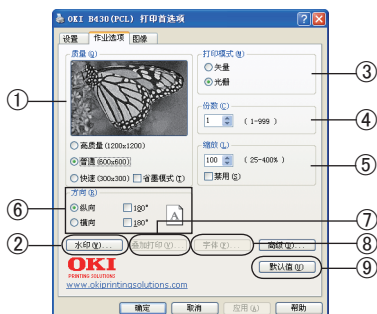 OKI B430(PCL) 打印首选项
设置 作业选项 图像
质量(Q)
高质量(1200x1200)
普通(600x600)
快速(300x300) 省墨模式(T)
打印模式(M)
矢量
光栅
份数(C)
1 (1-999 )
缩放(L)
100 (25-400% )
禁用(S)
方向(R)
纵向 180°
横向 180°
A
水印(W)... 叠加打印(V)... 字体(F)... 高级(D)...
OKI
PRINTING SOLUTIONS
www.okiprintingsolutions.com
默认值(U)
确定 取消 应用(A) 帮助
①
②
③
④
⑤
⑥
⑦
⑧
⑨